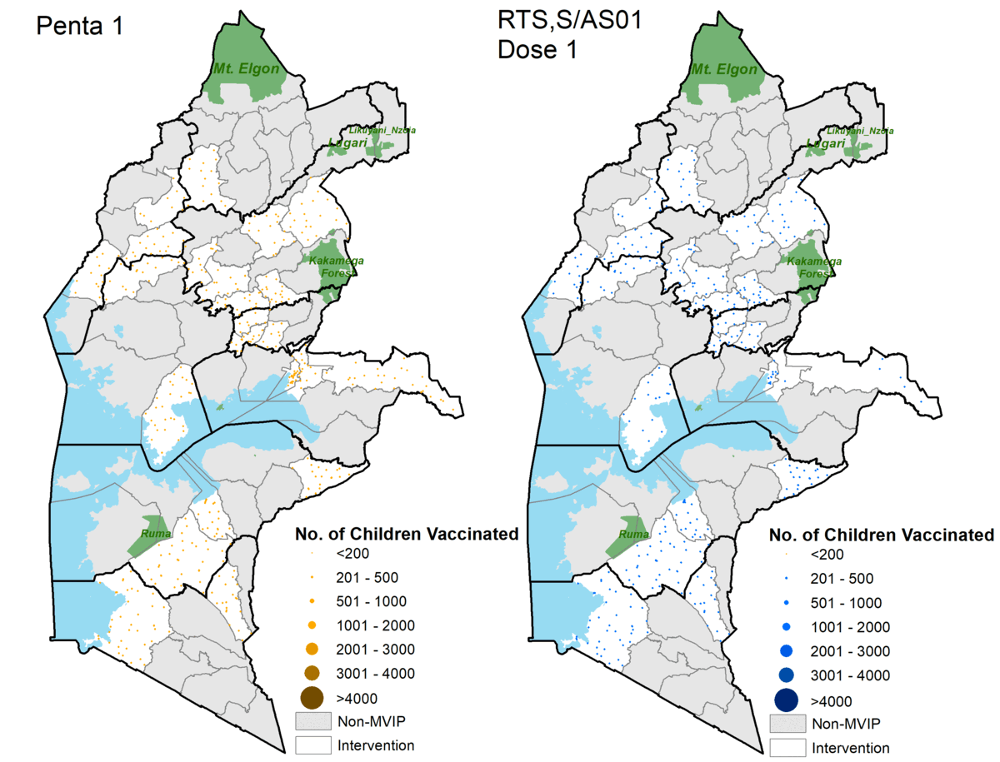 Penta 1
RTS,S/AS01
Dose 1
Mt. Elgon
Likuyani_Nzoia
Lugari
Kakamega
Forest
Ruma
No. of Children Vaccinated
<200
201 - 500
501 - 1000
1001 - 2000
2001 - 3000
3001 - 4000
>4000
Non-MVIP
Intervention
Mt. Elgon
Likuyani_Nzoia
Lugari
Kakamega
Forest
Ruma
No. of Children Vaccinated
<200
201 - 500
501 - 1000
1001 - 2000
2001 - 3000
3001 - 4000
>4000
Non-MVIP
Intervention